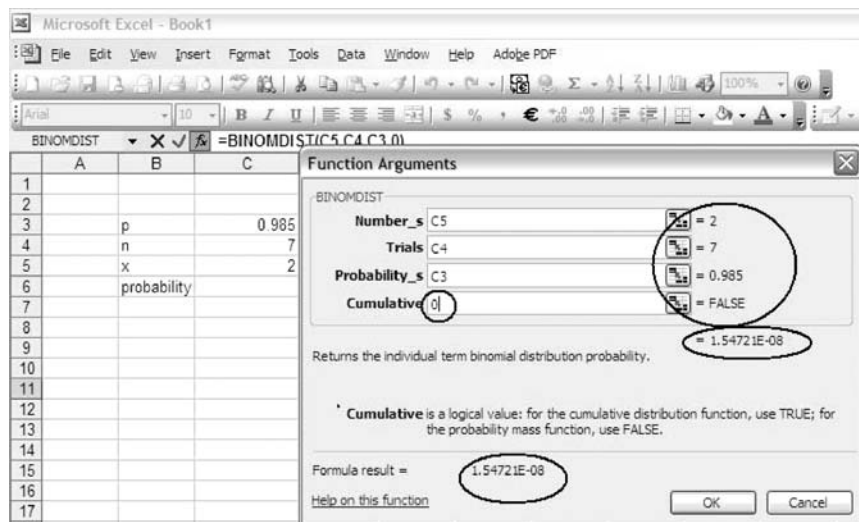 Microsoft Excel - Book1
File Edit View Insert Format Tools Data Window Help Adobe PDF
100%
Arial 10 B I U $ % , €
BINOMDIST =BINOMDIST(C5,C4,C3,0)
A B C
Function Arguments
1
2
3 p 0.985
4 n 7
5 x 2
6 probability
7
8
9
10
11
12
13
14
15
16
17
BINOMDIST
Number_s C5 = 2
Trials C4 = 7
Probability_s C3 = 0.985
Cumulative 0 = FALSE
= 1.54721E-08
Returns the individual term binomial distribution probability.
Cumulative is a logical value: for the cumulative distribution function, use TRUE; for
the probability mass function, use FALSE.
Formula result = 1.54721E-08
Help on this function OK Cancel